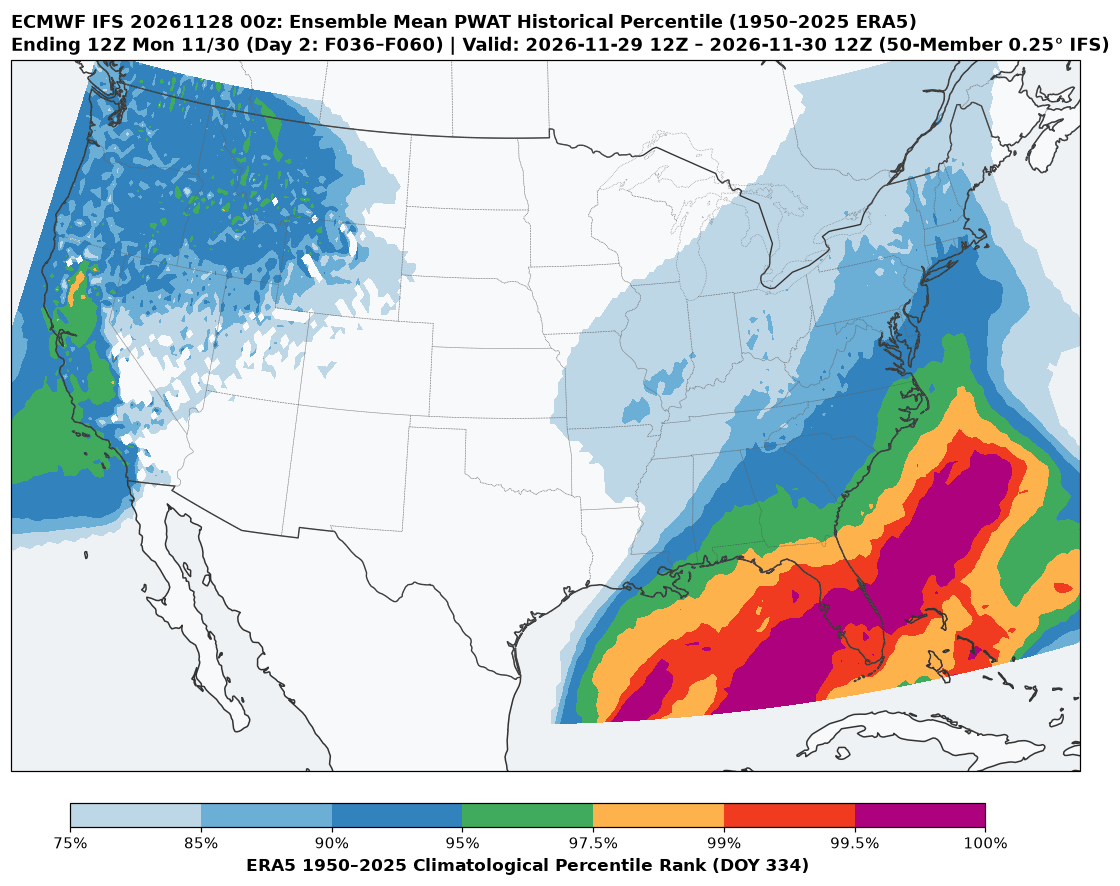 ECMWF IFS 20261128 00z: Ensemble Mean PWAT Historical Percentile (1950–2025 ERA5)
Ending 12Z Mon 11/30 (Day 2: F036–F060) | Valid: 2026-11-29 12Z – 2026-11-30 12Z (50-Member 0.25° IFS)
75% 85% 90% 95% 97.5% 99% 99.5% 100%
ERA5 1950–2025 Climatological Percentile Rank (DOY 334)